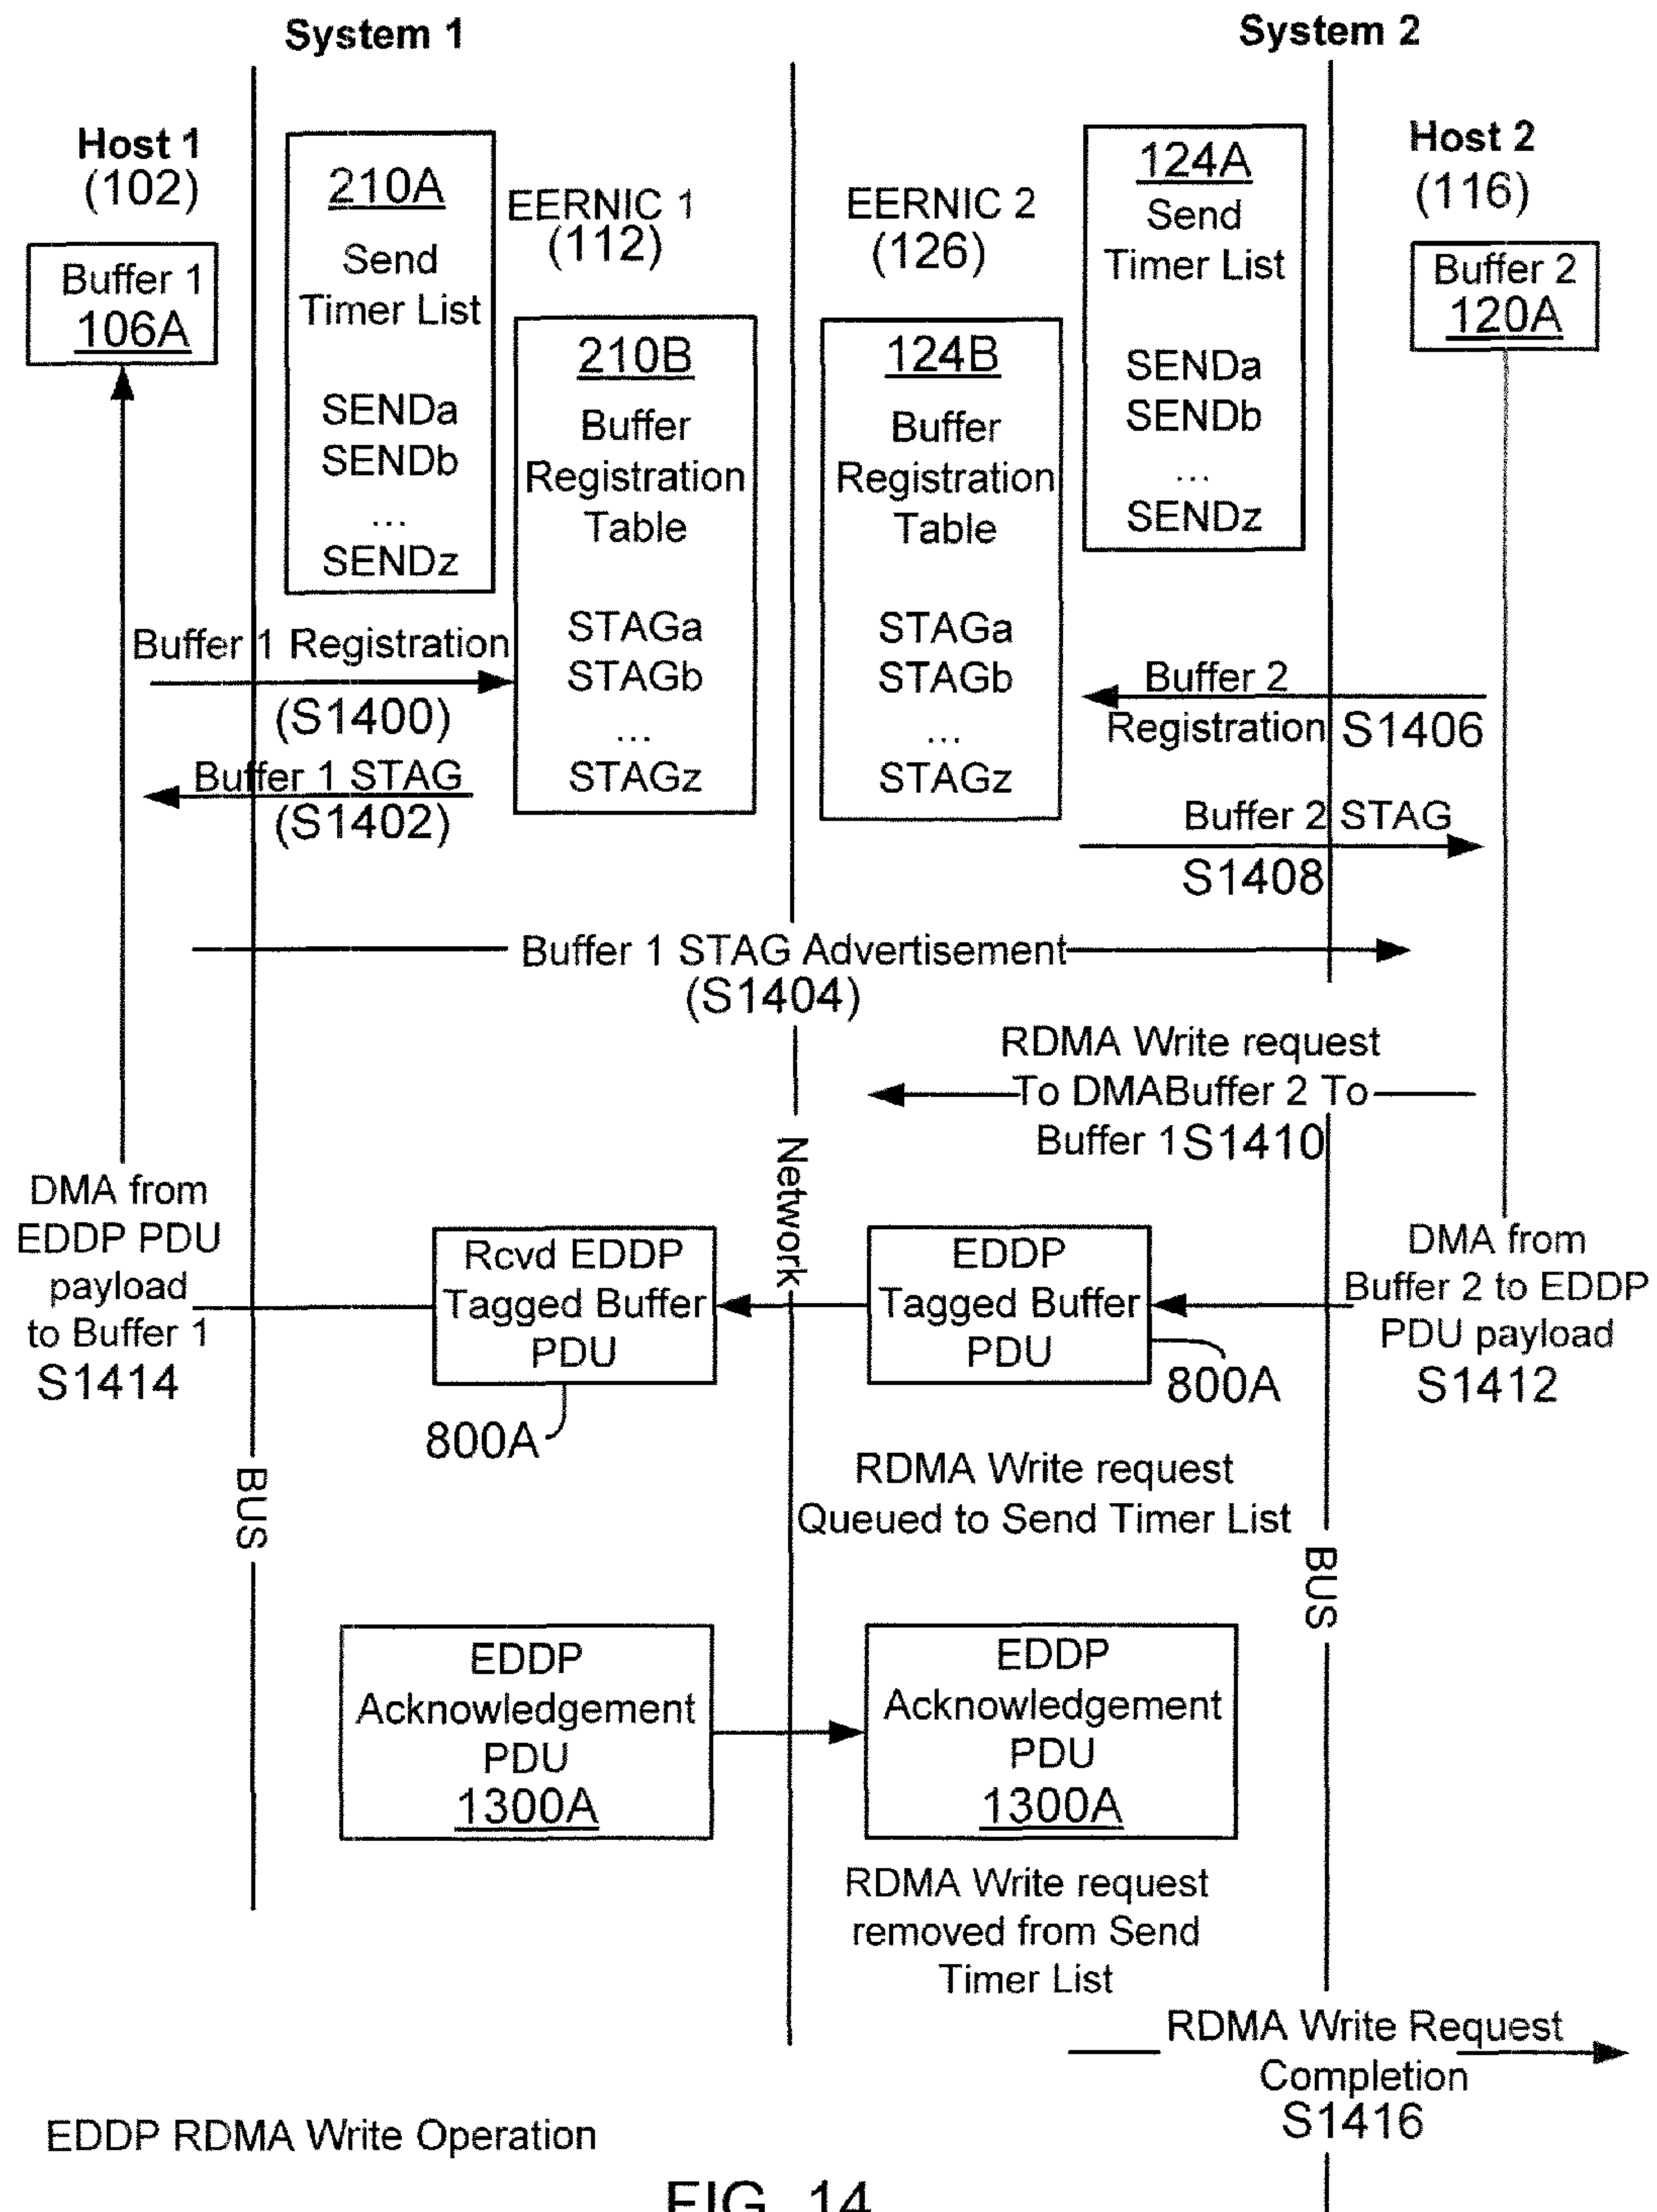 System 1
System 2
Host 1
(102)
Buffer 1
106A
210A
Send
Timer List
SENDa
SENDb
...
SENDz
EERNIC 1
(112)
210B
Buffer
Registration
Table
STAGa
STAGb
...
STAGz
EERNIC 2
(126)
124B
Buffer
Registration
Table
STAGa
STAGb
...
STAGz
124A
Send
Timer List
SENDa
SENDb
...
SENDz
Host 2
(116)
Buffer 2
120A
Buffer 1 Registration
(S1400)
Buffer 1 STAG
(S1402)
Buffer 2
Registration S1406
Buffer 2 STAG
S1408
Buffer 1 STAG Advertisement
(S1404)
RDMA Write request
To DMABuffer 2 To
Buffer 1 S1410
Network
DMA from
EDDP PDU
payload
to Buffer 1
S1414
Rcvd EDDP
Tagged Buffer
PDU
800A
EDDP
Tagged Buffer
PDU
800A
DMA from
Buffer 2 to EDDP
PDU payload
S1412
RDMA Write request
Queued to Send Timer List
BUS
BUS
EDDP
Acknowledgement
PDU
1300A
EDDP
Acknowledgement
PDU
1300A
RDMA Write request
removed from Send
Timer List
RDMA Write Request
Completion
S1416
EDDP RDMA Write Operation
FIG. 14